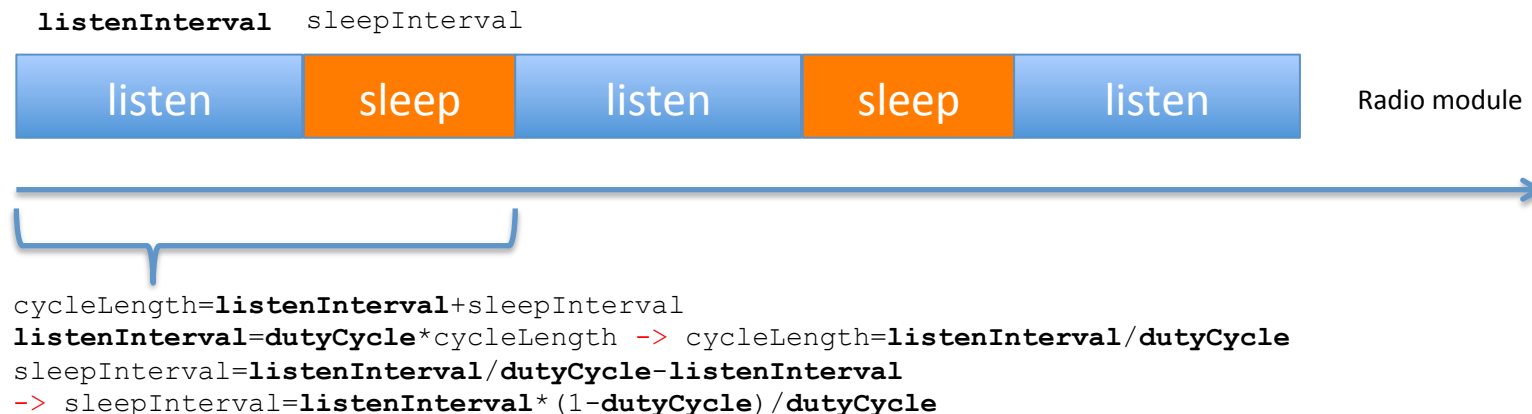 listenInterval sleepInterval
listen sleep listen sleep listen Radio module
cycleLength=listenInterval+sleepInterval
listenInterval=dutyCycle*cycleLength -> cycleLength=listenInterval/dutyCycle
sleepInterval=listenInterval/dutyCycle-listenInterval
-> sleepInterval=listenInterval*(1-dutyCycle)/dutyCycle